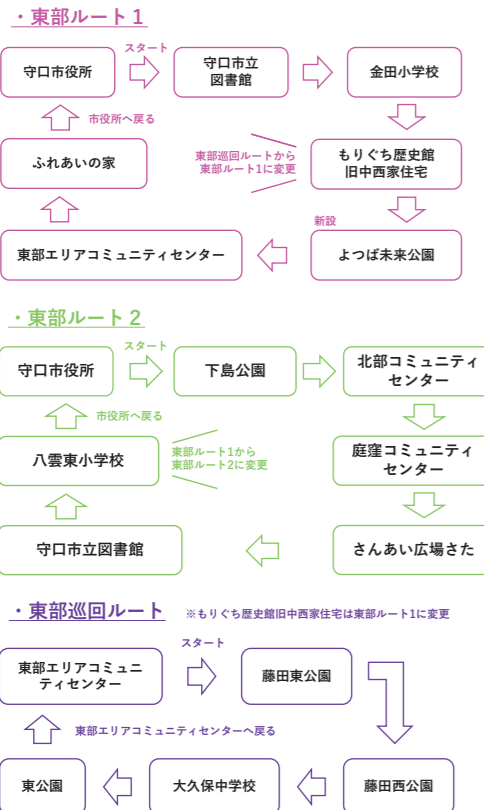 ・東部ルート1
スタート
守口市役所
守口市立
図書館
金田小学校
市役所へ戻る
ふれあいの家
東部巡回ルートから
東部ルート1に変更
もりぐち歴史館
旧中西家住宅
新設
東部エリアコミュニティセンター
よつば未来公園
・東部ルート2
スタート
守口市役所
下島公園
北部コミュニティ
センター
市役所へ戻る
八雲東小学校
東部ルート1から
東部ルート2に変更
庭窪コミュニティ
センター
守口市立図書館
さんあい広場さた
・東部巡回ルート
※もりぐち歴史館旧中西家住宅は東部ルート1に変更
スタート
東部エリアコミュニ
ティセンター
藤田東公園
東部エリアコミュニティセンターへ戻る
東公園
大久保中学校
藤田西公園